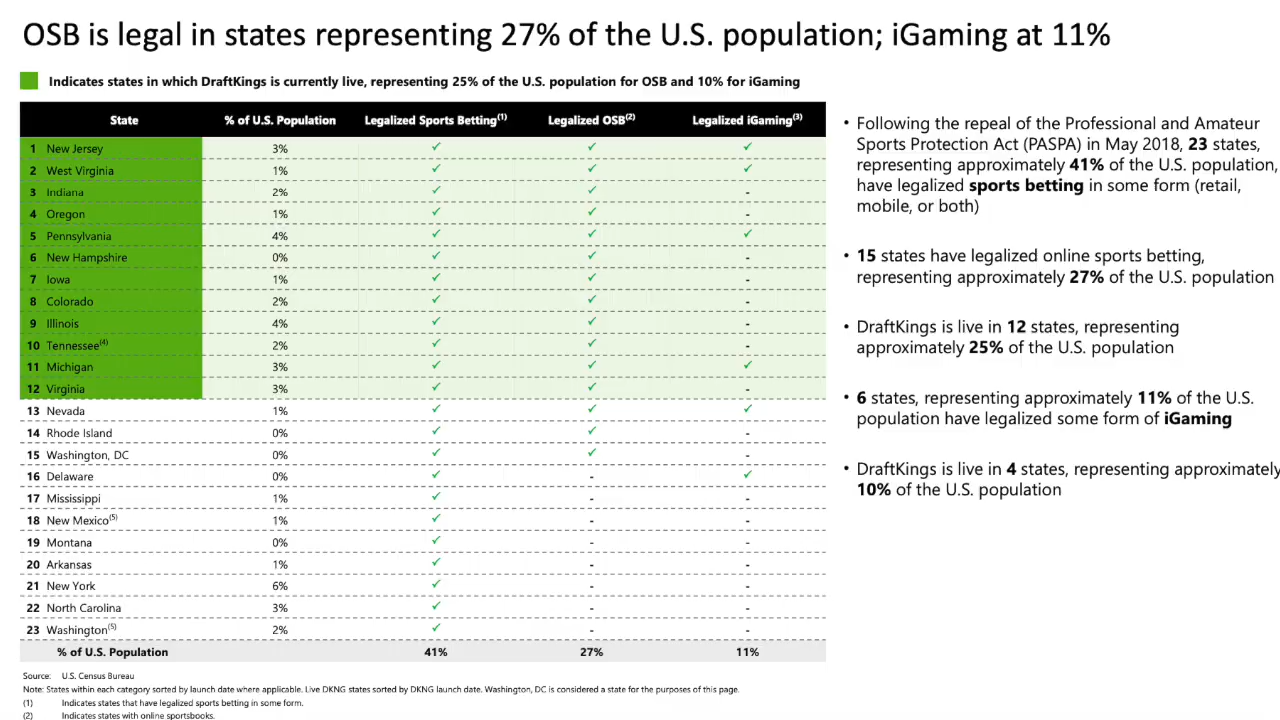 OSB is legal in states representing 27% of the U.S. population; iGaming at 11%
Indicates states in which DraftKings is currently live, representing 25% of the U.S. population for OSB and 10% for iGaming
State % of U.S. Population Legalized Sports Betting(1) Legalized OSB(2) Legalized iGaming(3)
1 New Jersey 3% ✓ ✓ ✓
2 West Virginia 1% ✓ ✓ ✓
3 Indiana 2% ✓ ✓ -
4 Oregon 1% ✓ ✓ -
5 Pennsylvania 4% ✓ ✓ ✓
6 New Hampshire 0% ✓ ✓ -
7 Iowa 1% ✓ ✓ -
8 Colorado 2% ✓ ✓ -
9 Illinois 4% ✓ ✓ -
10 Tennessee(4) 2% ✓ ✓ -
11 Michigan 3% ✓ ✓ ✓
12 Virginia 3% ✓ ✓ -
13 Nevada 1% ✓ ✓ ✓
14 Rhode Island 0% ✓ ✓ -
15 Washington, DC 0% ✓ ✓ -
16 Delaware 0% ✓ - ✓
17 Mississippi 1% ✓ - -
18 New Mexico(5) 1% ✓ - -
19 Montana 0% ✓ - -
20 Arkansas 1% ✓ - -
21 New York 6% ✓ - -
22 North Carolina 3% ✓ - -
23 Washington(5) 2% ✓ - -
% of U.S. Population 41% 27% 11%
• Following the repeal of the Professional and Amateur
Sports Protection Act (PASPA) in May 2018, 23 states,
representing approximately 41% of the U.S. population,
have legalized sports betting in some form (retail,
mobile, or both)
• 15 states have legalized online sports betting,
representing approximately 27% of the U.S. population
• DraftKings is live in 12 states, representing
approximately 25% of the U.S. population
• 6 states, representing approximately 11% of the U.S.
population have legalized some form of iGaming
• DraftKings is live in 4 states, representing approximately
10% of the U.S. population
Source: U.S. Census Bureau
Note: States within each category sorted by launch date where applicable. Live DKNG states sorted by DKNG launch date. Washington, DC is considered a state for the purposes of this page.
(1) Indicates states that have legalized sports betting in some form.
(2) Indicates states with online sportsbooks.